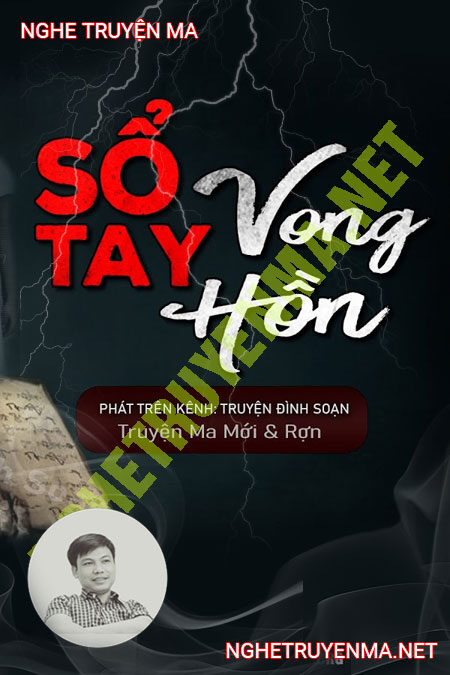 NGHE TRUYỆN MA
SỔ
TAY
Vong
Hồn
NGHETRUYENMA.NET
PHÁT TRÊN KÊNH: TRUYỆN ĐÌNH SOẠN
Truyện Ma Mới & Rợn
NGHETRUYENMA.NET